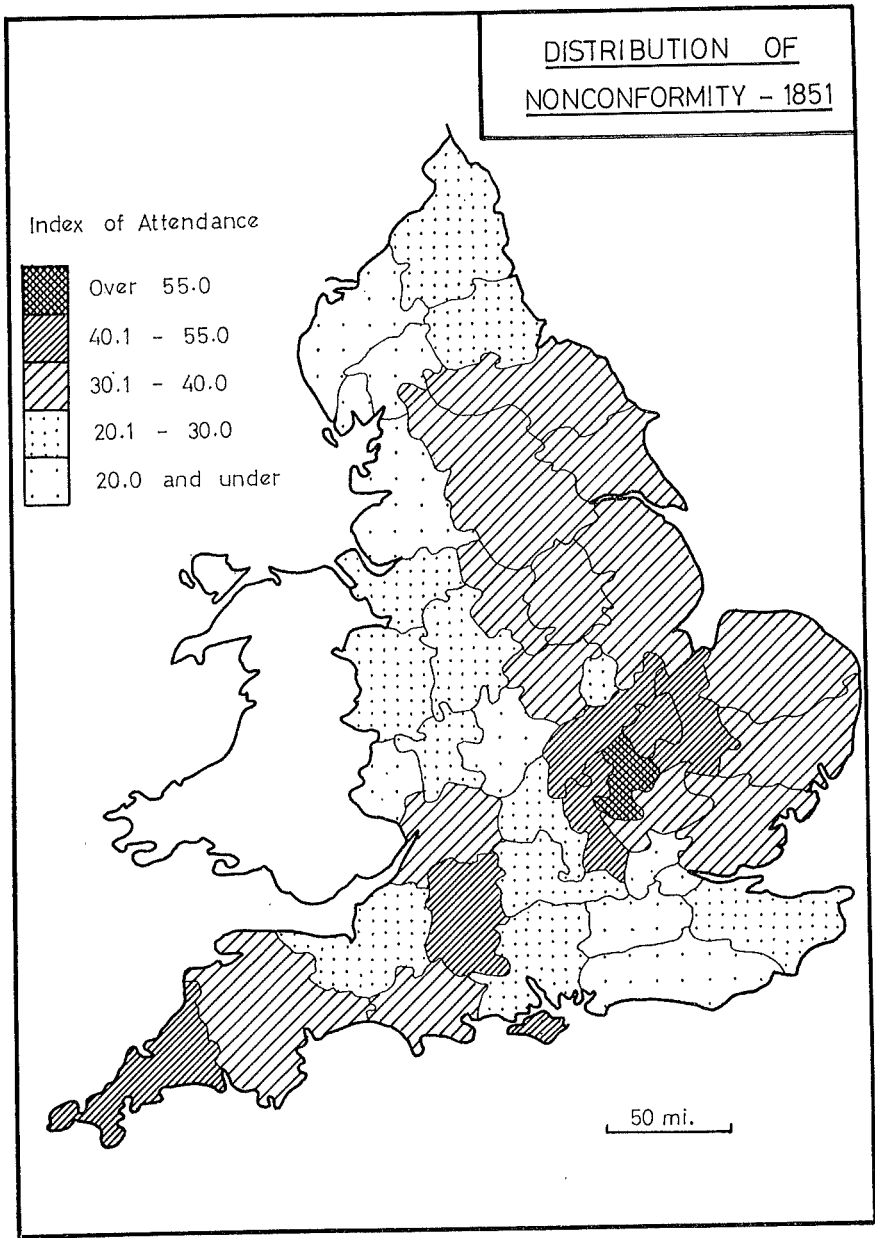 DISTRIBUTION OF
NONCONFORMITY - 1851
Index of Attendance
Over 55.0
40.1 - 55.0
30.1 - 40.0
20.1 - 30.0
20.0 and under
50 mi.